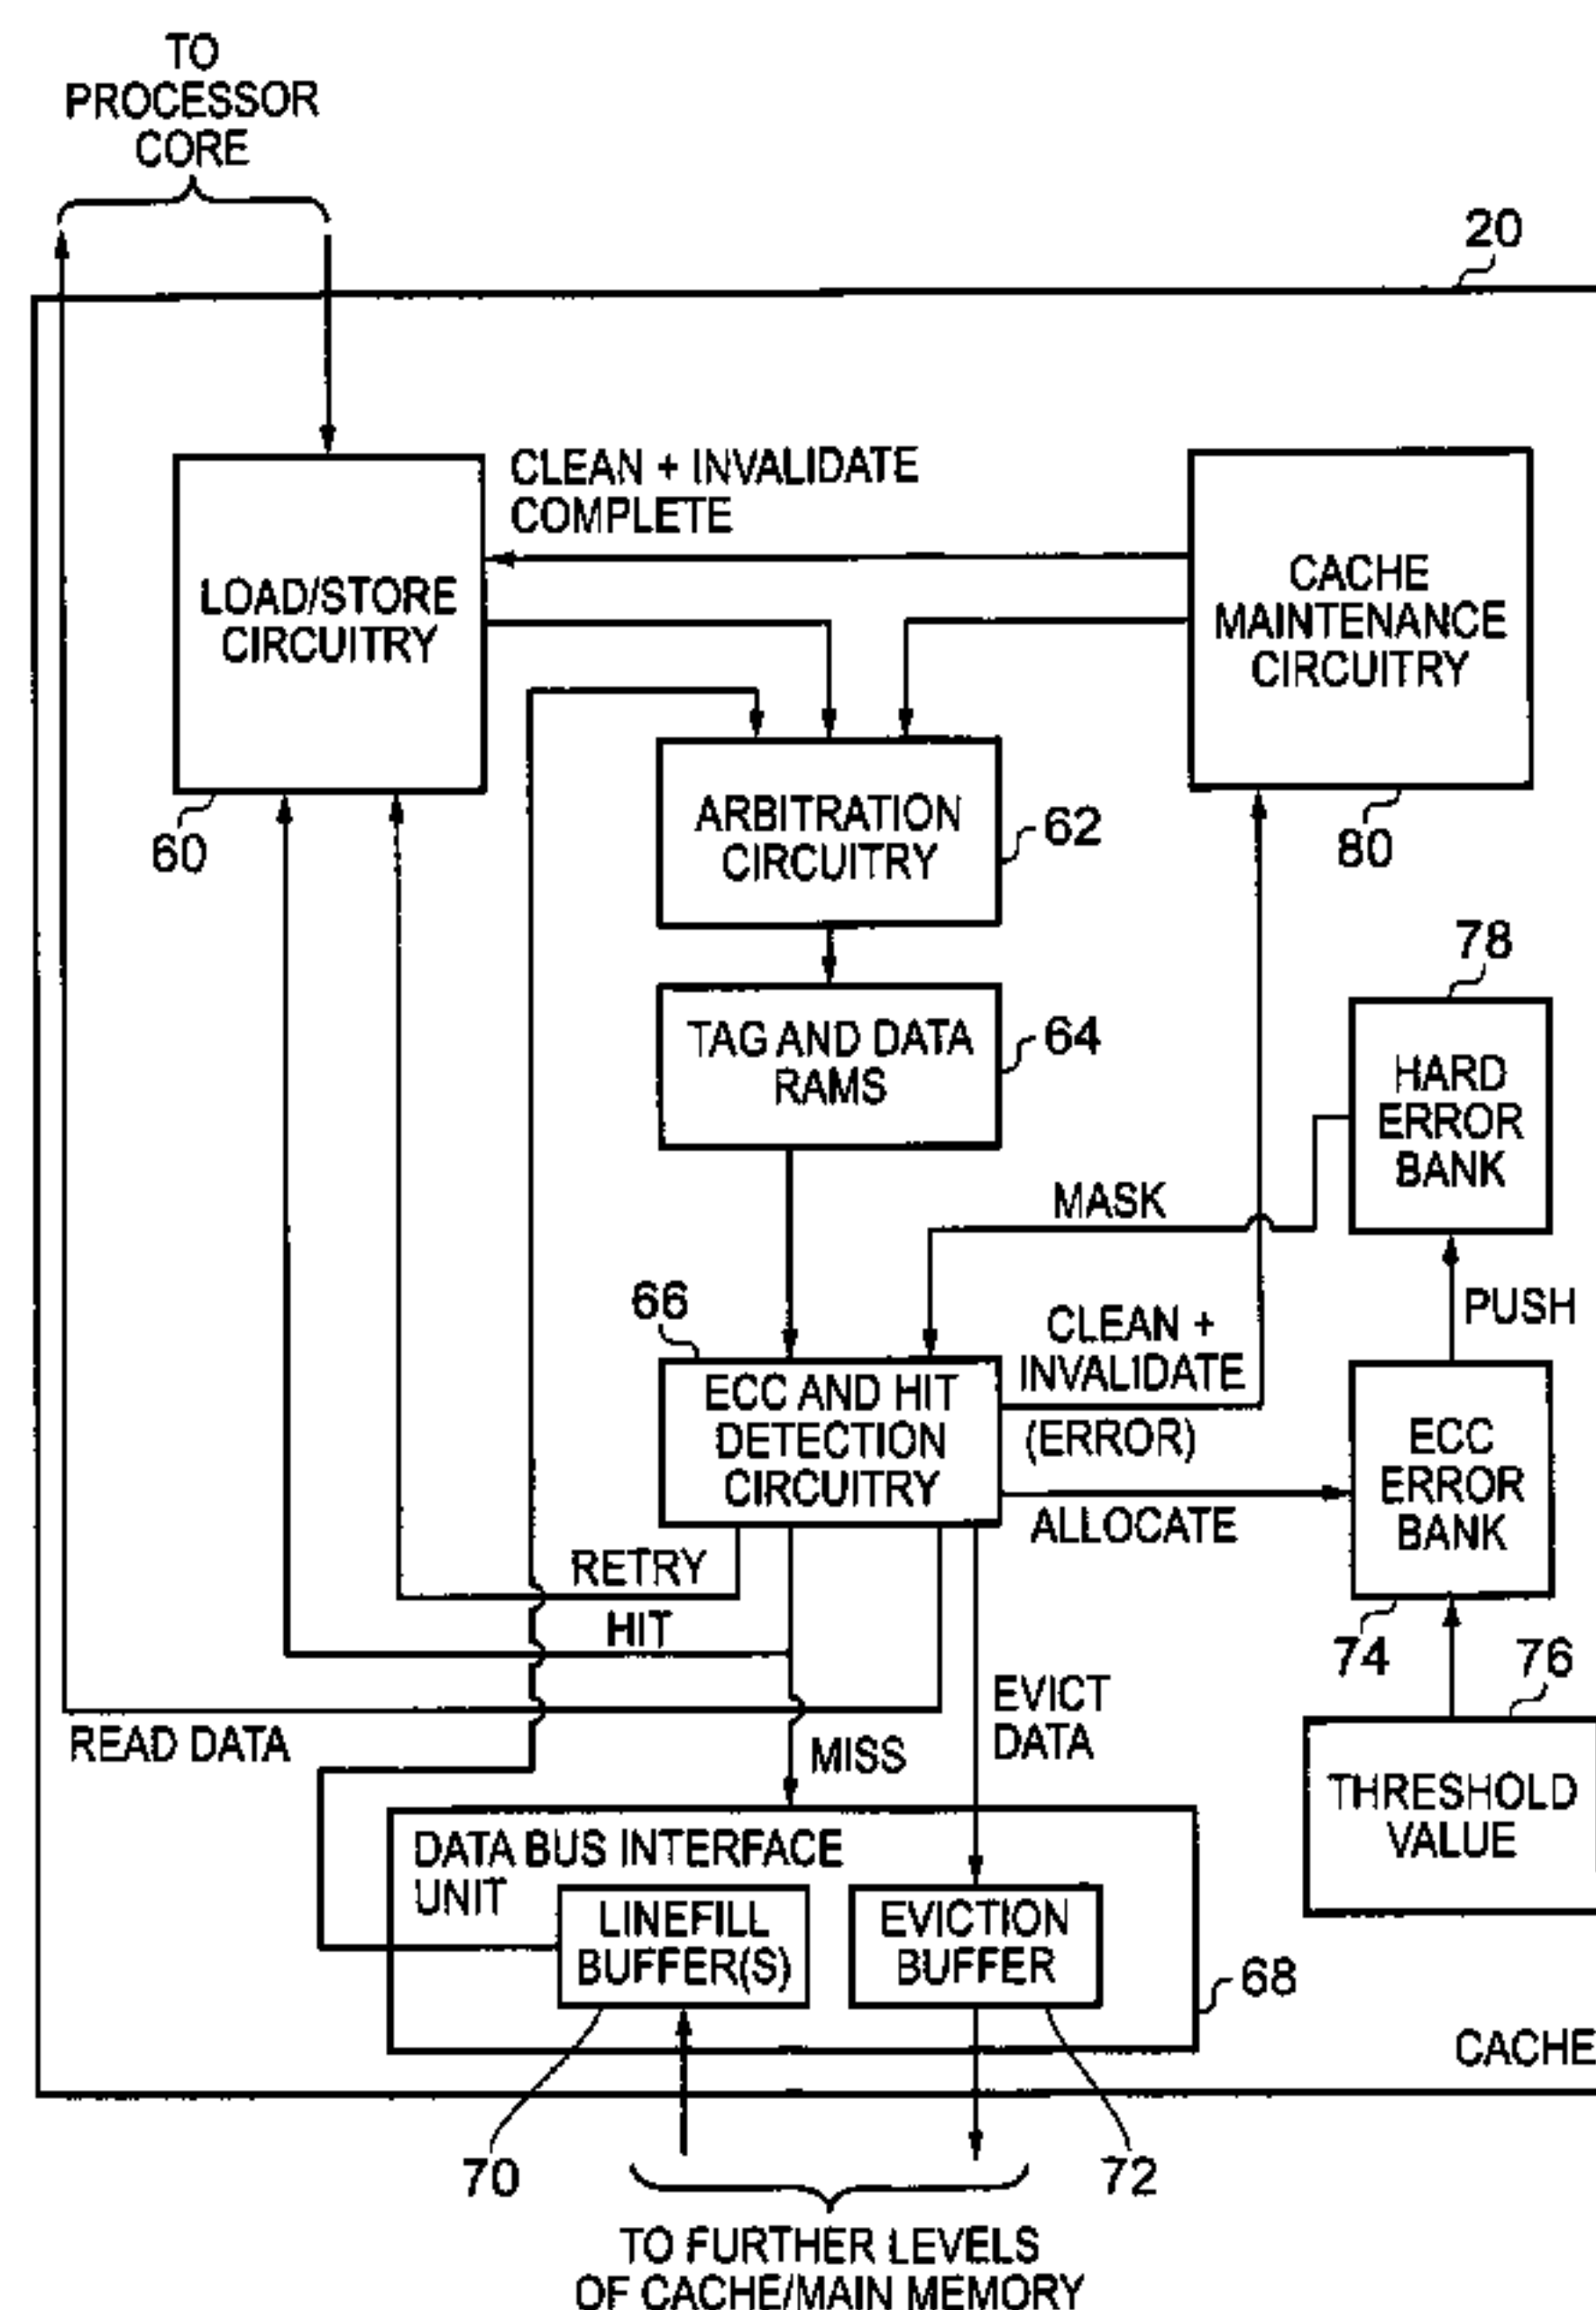 TO
PROCESSOR
CORE
20
CLEAN + INVALIDATE
COMPLETE
LOAD/STORE
CIRCUITRY
CACHE
MAINTENANCE
CIRCUITRY
60
ARBITRATION
CIRCUITRY
62
80
78
TAG AND DATA
RAMS
64
HARD
ERROR
BANK
MASK
66
CLEAN +
INVALIDATE
(ERROR)
PUSH
ECC AND HIT
DETECTION
CIRCUITRY
ECC
ERROR
BANK
ALLOCATE
RETRY
HIT
74
76
READ DATA
MISS
EVICT
DATA
THRESHOLD
VALUE
DATA BUS INTERFACE
UNIT
LINEFILL
BUFFER(S)
EVICTION
BUFFER
68
CACHE
70
72
TO FURTHER LEVELS
OF CACHE/MAIN MEMORY